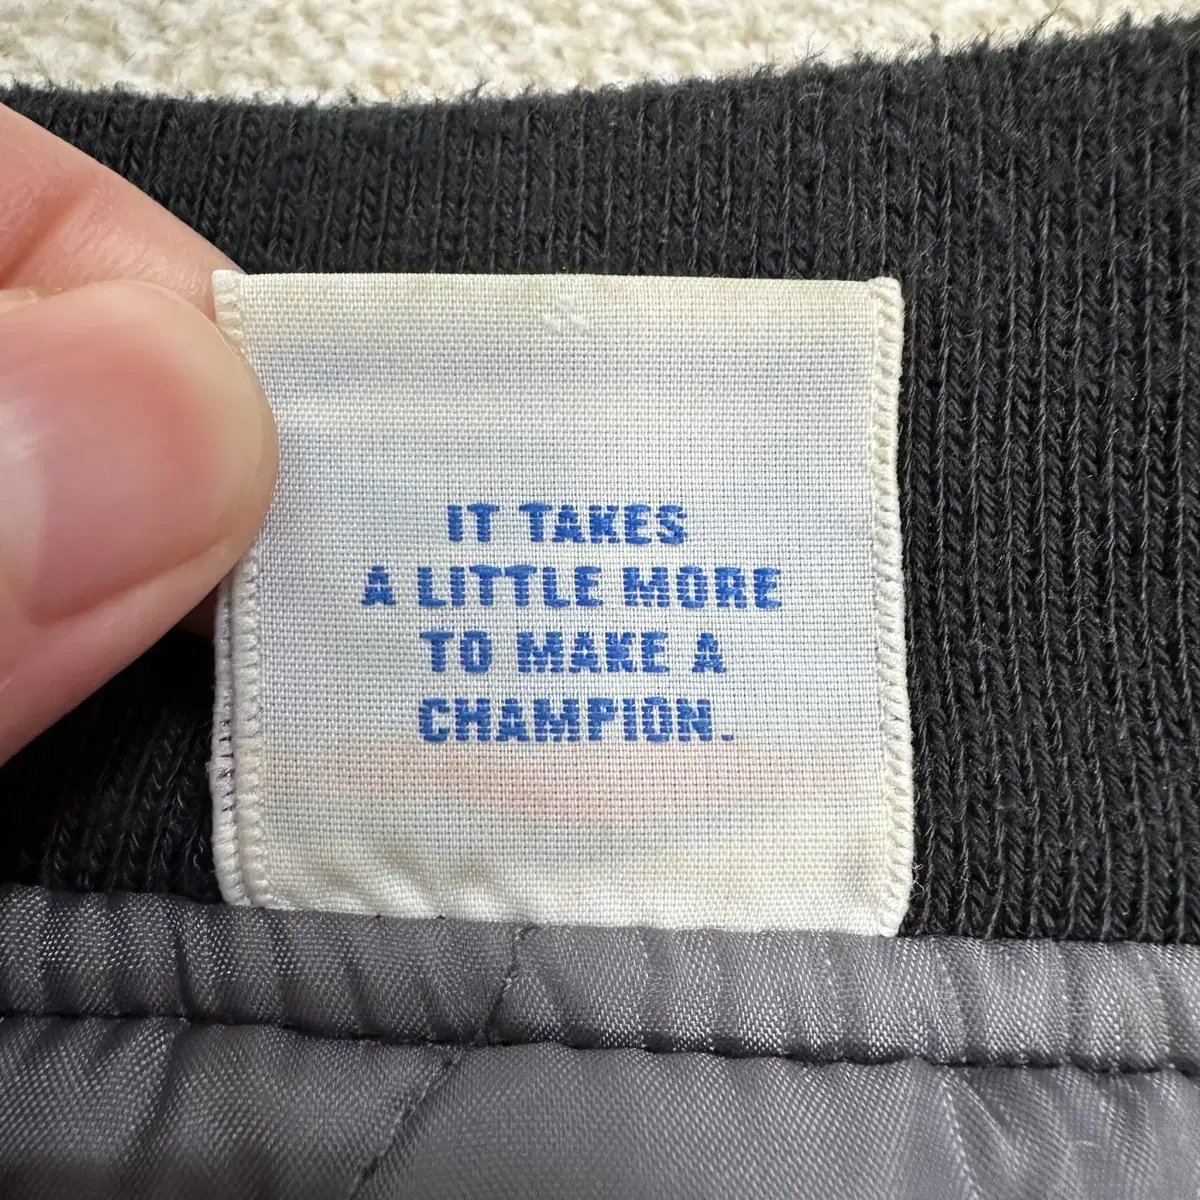 IT TAKES
A LITTLE MORE
TO MAKE A
CHAMPION.